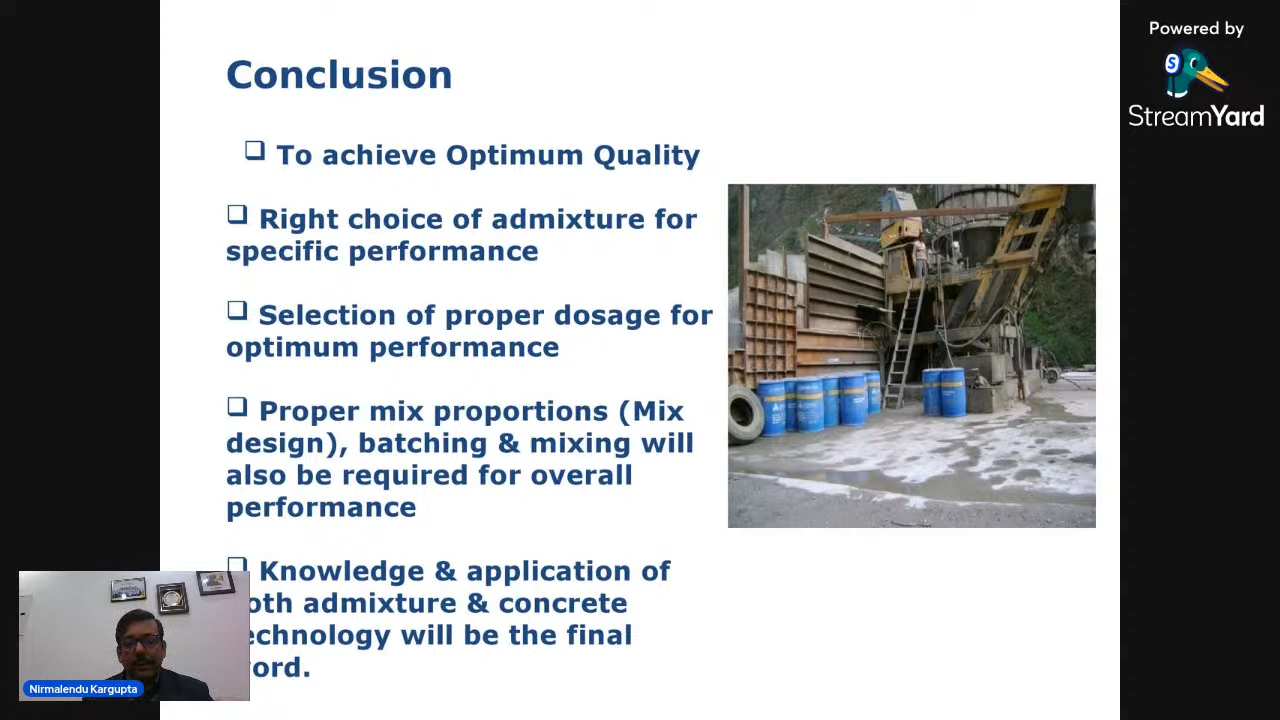 Conclusion
❑ To achieve Optimum Quality
❑ Right choice of admixture for
specific performance
❑ Selection of proper dosage for
optimum performance
❑ Proper mix proportions (Mix
design), batching & mixing will
also be required for overall
performance
❑ Knowledge & application of
oth admixture & concrete
echnology will be the final
ord.
Nirmalendu Kargupta
Powered by
S
StreamYard